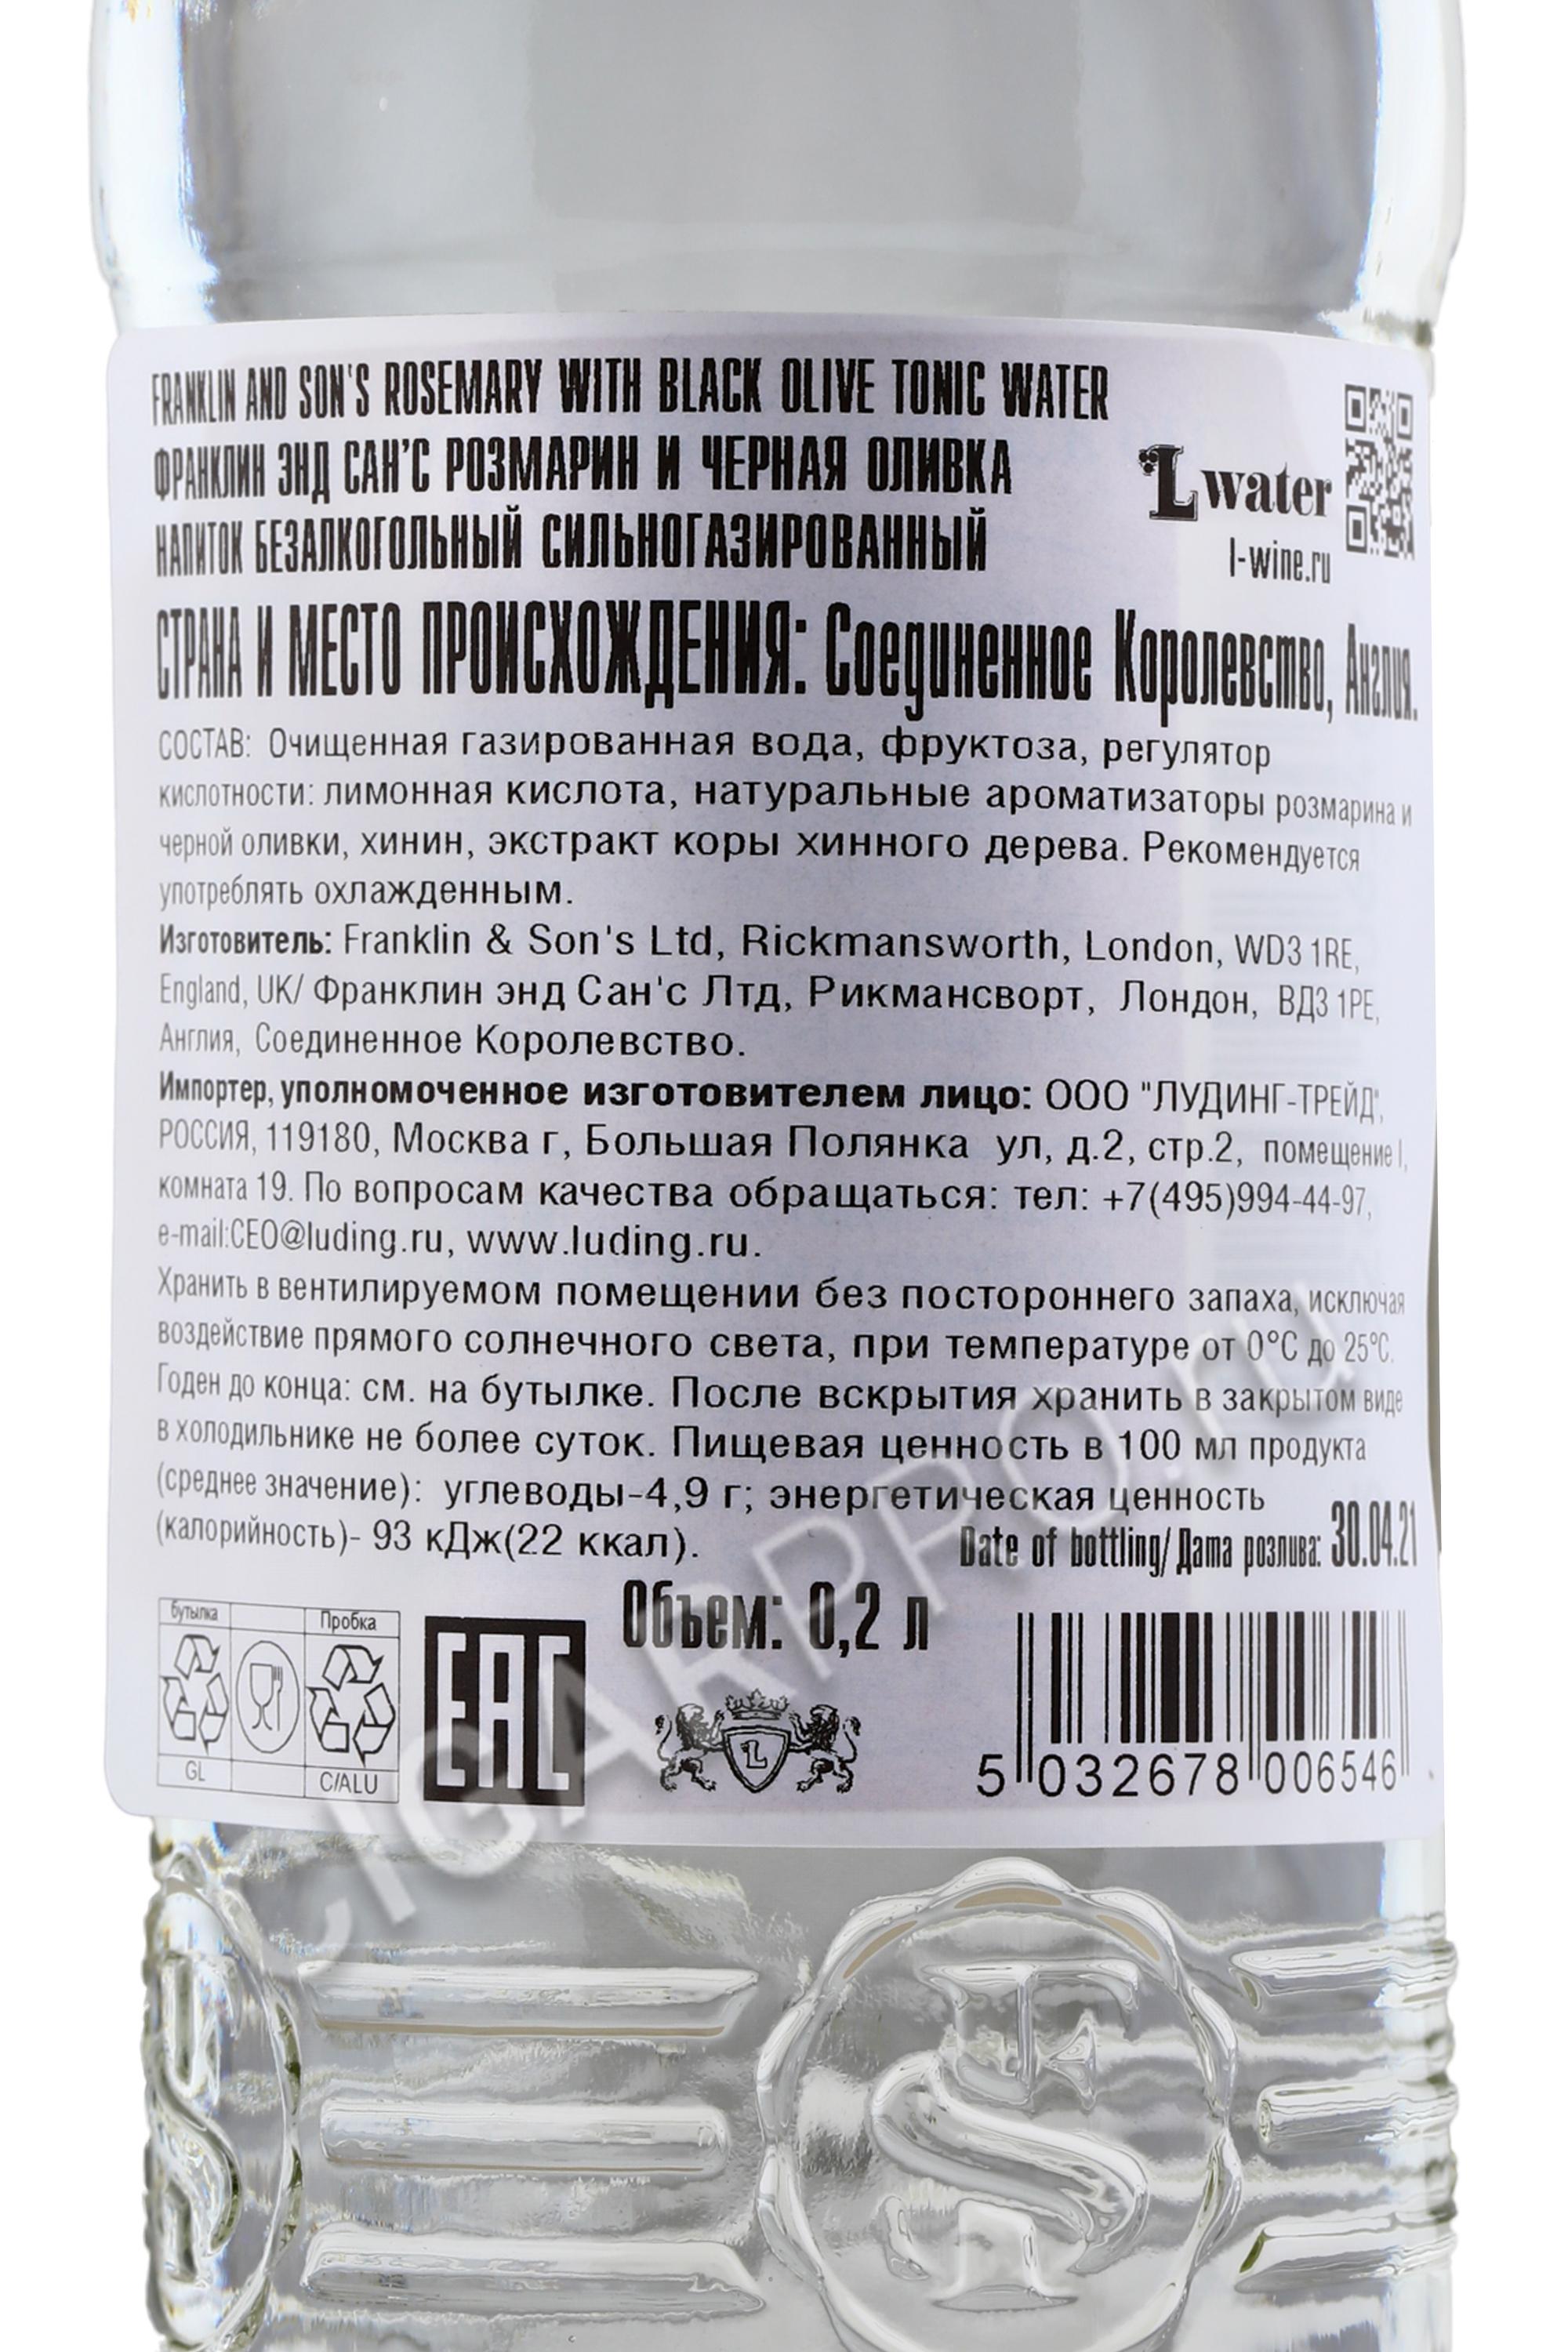 FRANKLIN AND SON'S ROSEMARY WITH BLACK OLIVE TONIC WATER
ФРАНКЛИН ЭНД САН'С РОЗМАРИН И ЧЕРНАЯ ОЛИВКА
НАПИТОК БЕЗАЛКОГОЛЬНЫЙ СИЛЬНОГАЗИРОВАННЫЙ
L water
l-wine.ru
СТРАНА И МЕСТО ПРОИСХОЖДЕНИЯ: Соединенное Королевство, Англия.
СОСТАВ: Очищенная газированная вода, фруктоза, регулятор
кислотности: лимонная кислота, натуральные ароматизаторы розмарина и
черной оливки, хинин, экстракт коры хинного дерева. Рекомендуется
употреблять охлажденным.
Изготовитель: Franklin & Son's Ltd, Rickmansworth, London, WD3 1RE,
England, UK/ Франклин энд Сан'с Лтд, Рикмансворт, Лондон, ВД3 1РЕ,
Англия, Соединенное Королевство.
Импортер, уполномоченное изготовителем лицо: ООО "ЛУДИНГ-ТРЕЙД",
РОССИЯ, 119180, Москва г, Большая Полянка ул, д.2, стр.2, помещение I,
комната 19. По вопросам качества обращаться: тел: +7(495)994-44-97,
e-mail:CEO@luding.ru, www.luding.ru.
Хранить в вентилируемом помещении без постороннего запаха, исключая
воздействие прямого солнечного света, при температуре от 0°С до 25°С.
Годен до конца: см. на бутылке. После вскрытия хранить в закрытом виде
в холодильнике не более суток. Пищевая ценность в 100 мл продукта
(среднее значение): углеводы-4,9 г; энергетическая ценность
(калорийность)- 93 кДж(22 ккал).
Date of bottling/ Дата розлива: 30.04.21
Объем: 0,2 л
бутылка Пробка
GL C/ALU
EAC
L
5 032678 006546
CIGARPRO.ru
F
S